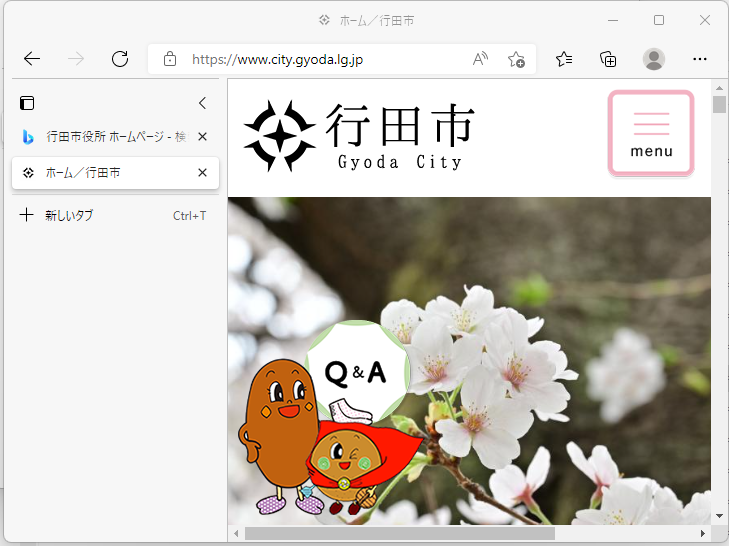 ホーム／行田市
https://www.city.gyoda.lg.jp
行田市役所 ホームページ - 検
ホーム／行田市
新しいタブ Ctrl+T
行田市
Gyoda City
menu
Q&A